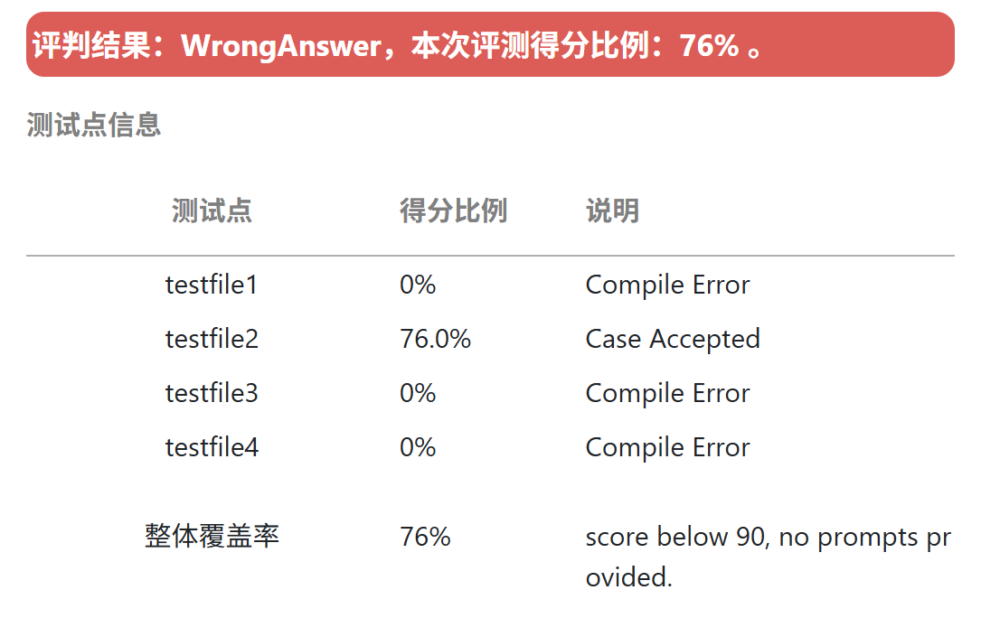 评判结果：WrongAnswer，本次评测得分比例：76% 。
测试点信息
测试点 得分比例 说明
testfile1 0% Compile Error
testfile2 76.0% Case Accepted
testfile3 0% Compile Error
testfile4 0% Compile Error
整体覆盖率 76% score below 90, no prompts pr
ovided.